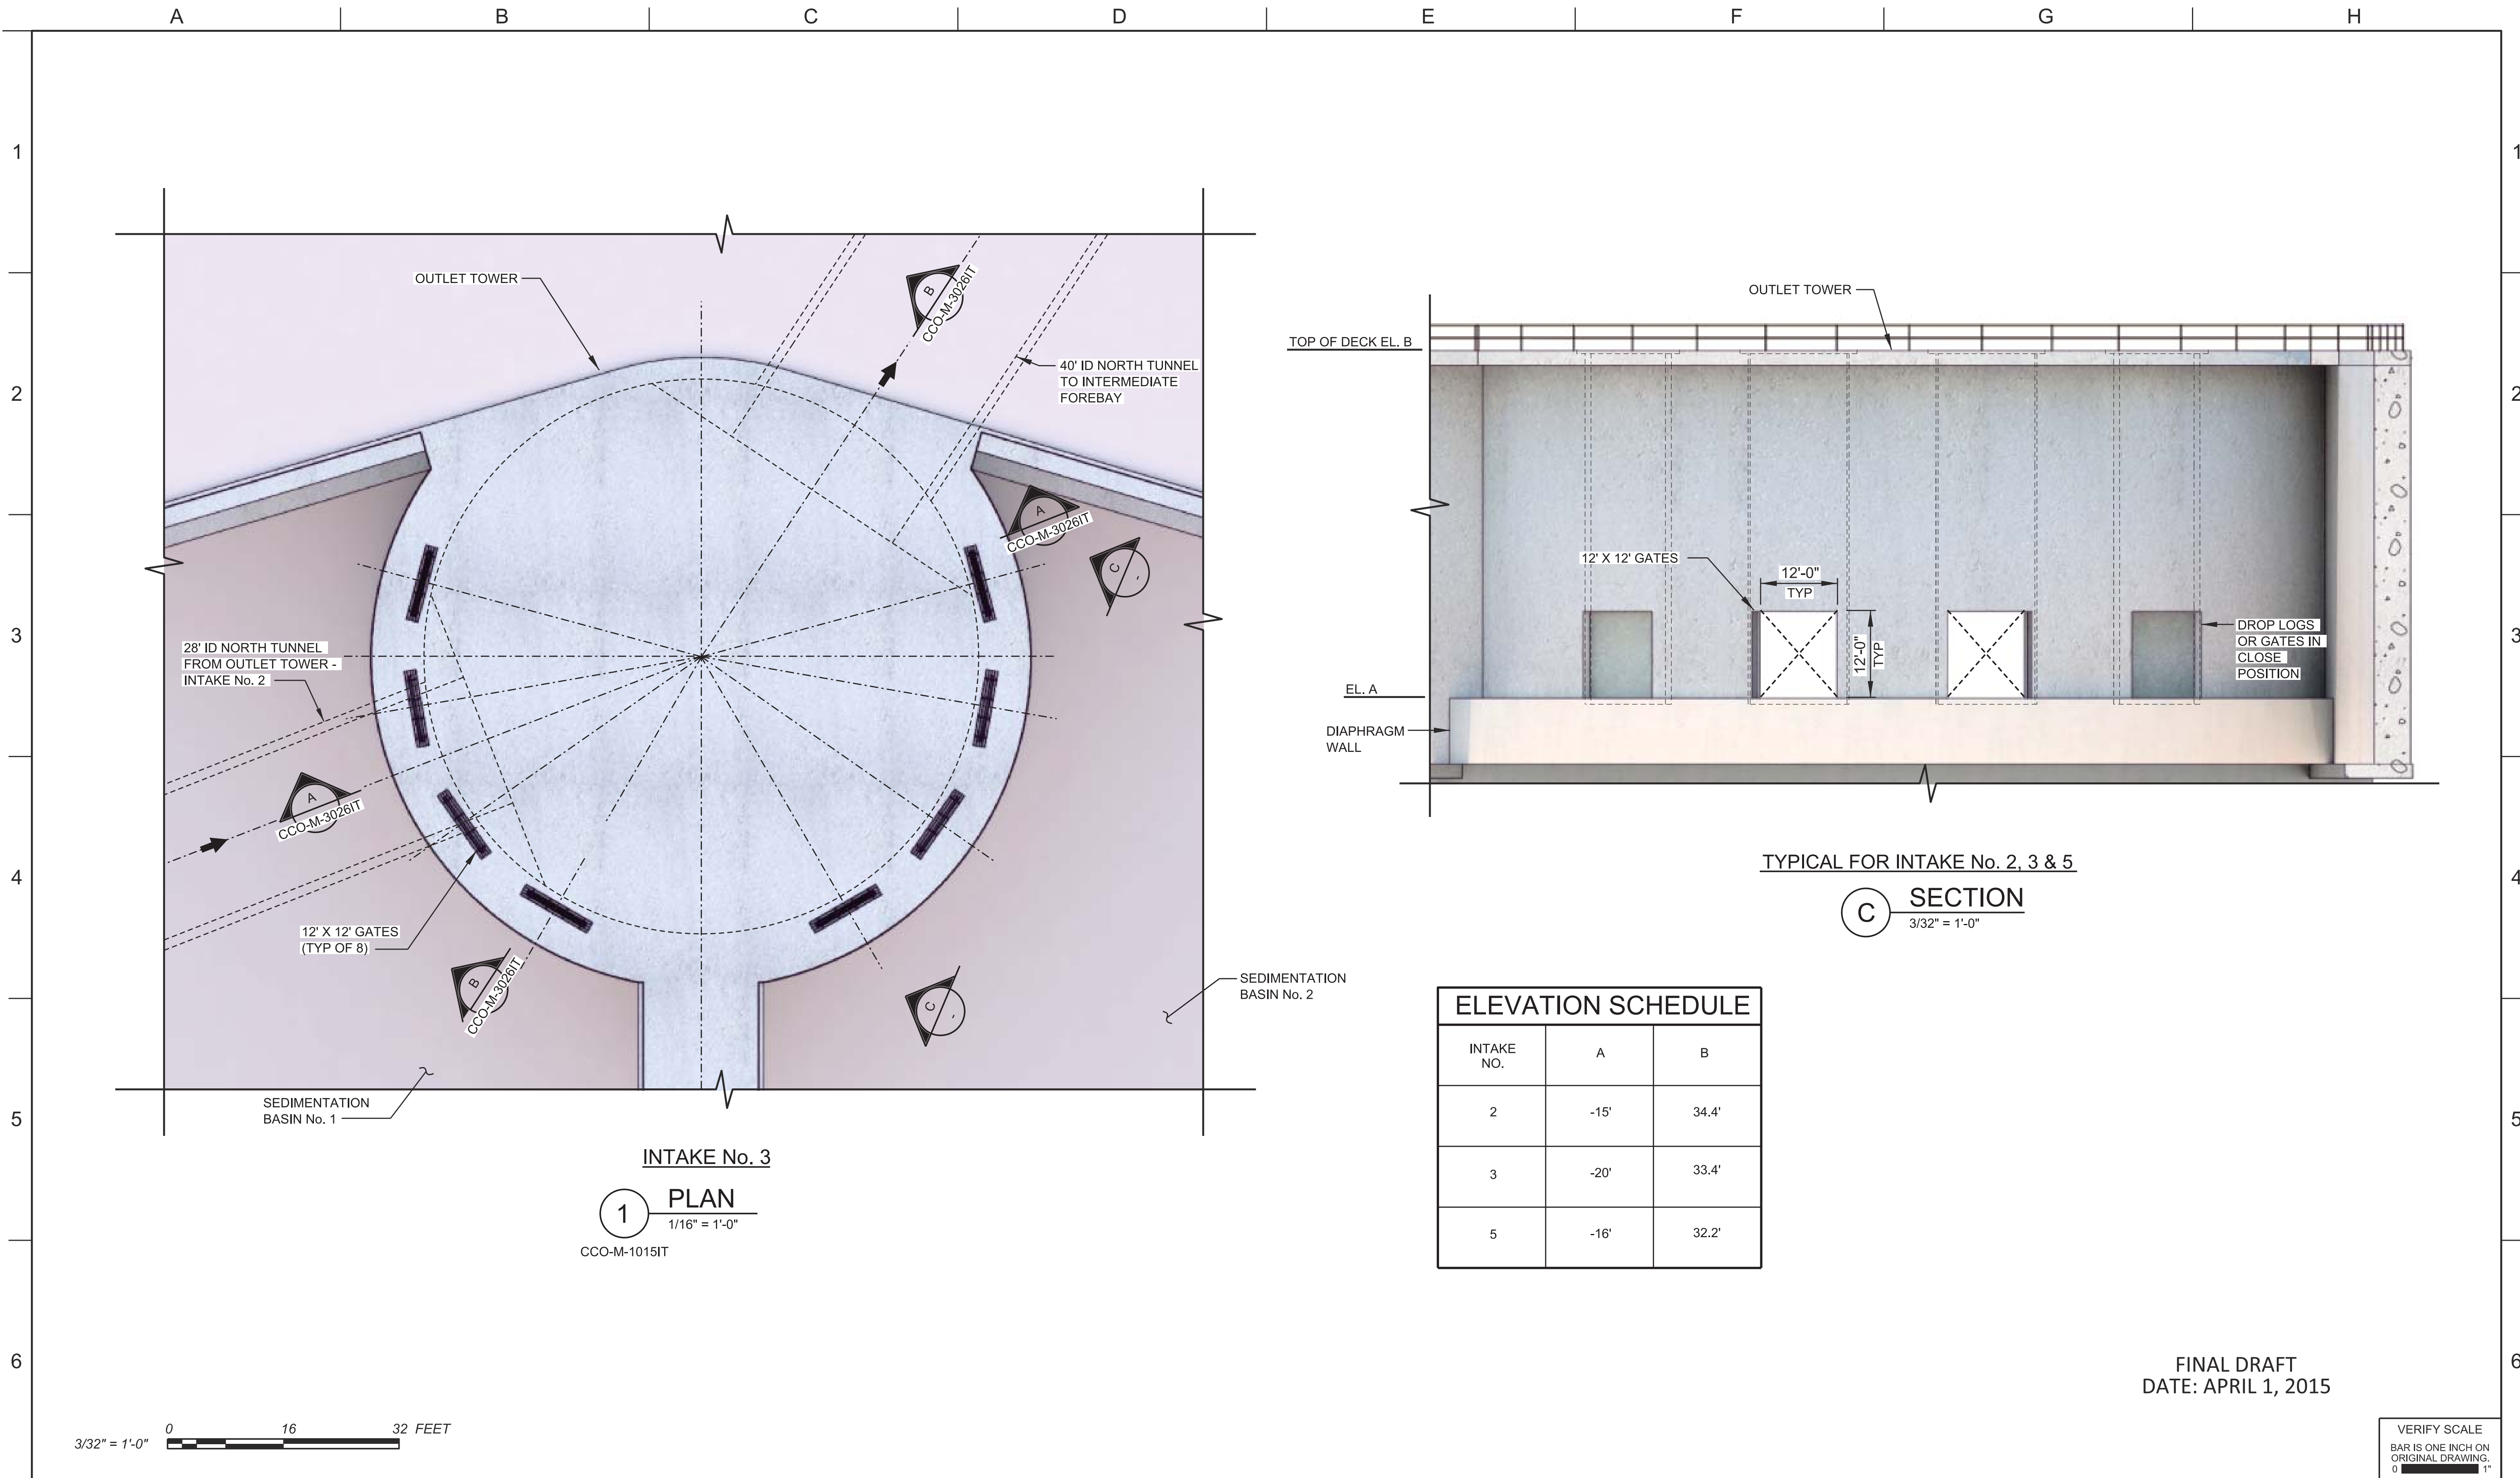 A B C D E F G H
1 1
2 2
3 3
4 4
5 5
6 6
OUTLET TOWER
B
CCO-M-3026IT
40' ID NORTH TUNNEL
TO INTERMEDIATE
FOREBAY
A
CCO-M-3026IT
C
-
28' ID NORTH TUNNEL
FROM OUTLET TOWER -
INTAKE No. 2
A
CCO-M-3026IT
12' X 12' GATES
(TYP OF 8)
B
CCO-M-3026IT
C
-
SEDIMENTATION
BASIN No. 2
SEDIMENTATION
BASIN No. 1
INTAKE No. 3
1
PLAN
1/16" = 1'-0"
CCO-M-1015IT
OUTLET TOWER
TOP OF DECK EL. B
12' X 12' GATES
12'-0"
TYP
12'-0"
TYP
DROP LOGS
OR GATES IN
CLOSE
POSITION
EL. A
DIAPHRAGM
WALL
TYPICAL FOR INTAKE No. 2, 3 & 5
C
SECTION
3/32" = 1'-0"
ELEVATION SCHEDULE
INTAKE
NO.
A B
2 -15' 34.4'
3 -20' 33.4'
5 -16' 32.2'
FINAL DRAFT
DATE: APRIL 1, 2015
3/32" = 1'-0"
0 16 32 FEET
VERIFY SCALE
BAR IS ONE INCH ON
ORIGINAL DRAWING.
0 1"